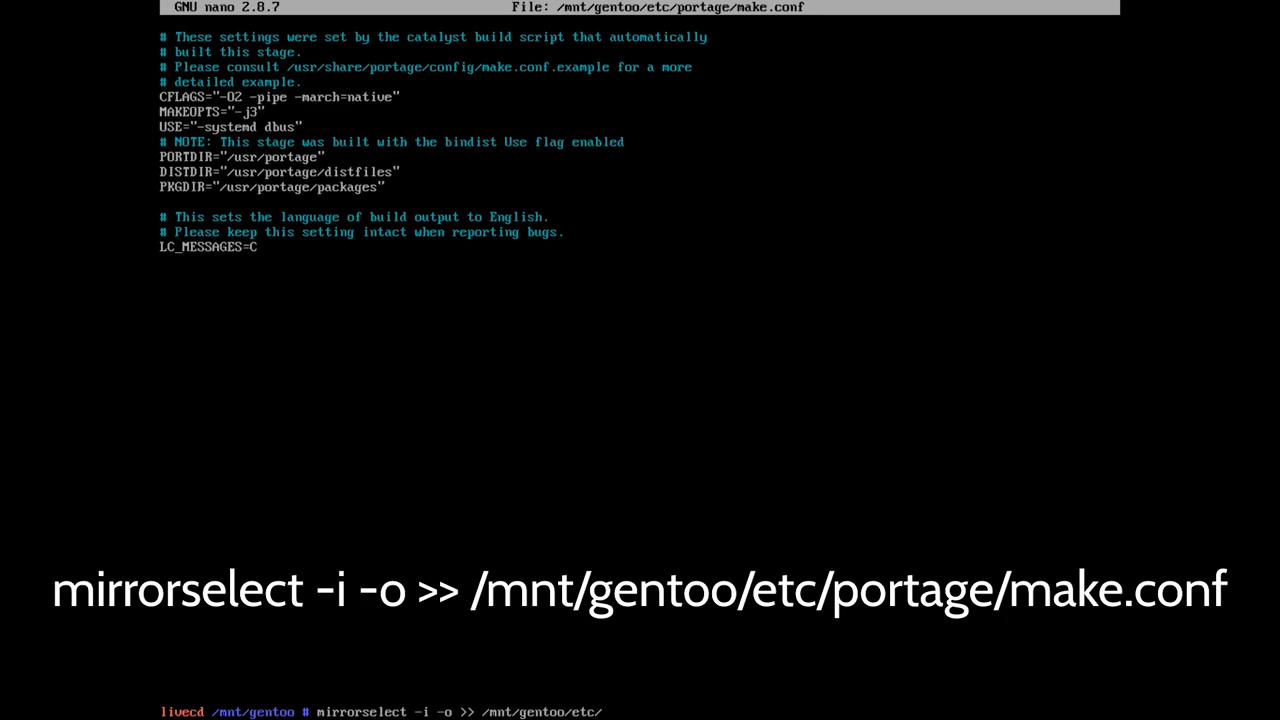 GNU nano 2.8.7 File: /mnt/gentoo/etc/portage/make.conf
# These settings were set by the catalyst build script that automatically
# built this stage.
# Please consult /usr/share/portage/config/make.conf.example for a more
# detailed example.
CFLAGS="-O2 -pipe -march=native"
MAKEOPTS="-j3"
USE="-systemd dbus"
# NOTE: This stage was built with the bindist Use flag enabled
PORTDIR="/usr/portage"
DISTDIR="/usr/portage/distfiles"
PKGDIR="/usr/portage/packages"
# This sets the language of build output to English.
# Please keep this setting intact when reporting bugs.
LC_MESSAGES=C
mirrorselect -i -o >> /mnt/gentoo/etc/portage/make.conf
livecd /mnt/gentoo # mirrorselect -i -o >> /mnt/gentoo/etc/